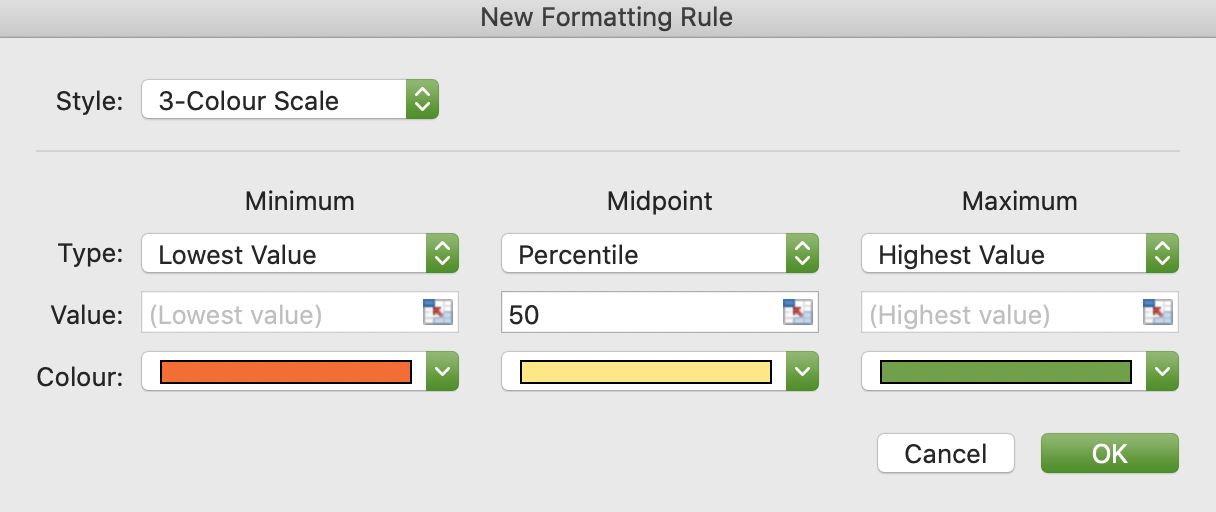 New Formatting Rule
Style: 3-Colour Scale
Minimum Midpoint Maximum
Type: Lowest Value Percentile Highest Value
Value: (Lowest value) 50 (Highest value)
Colour:
Cancel OK